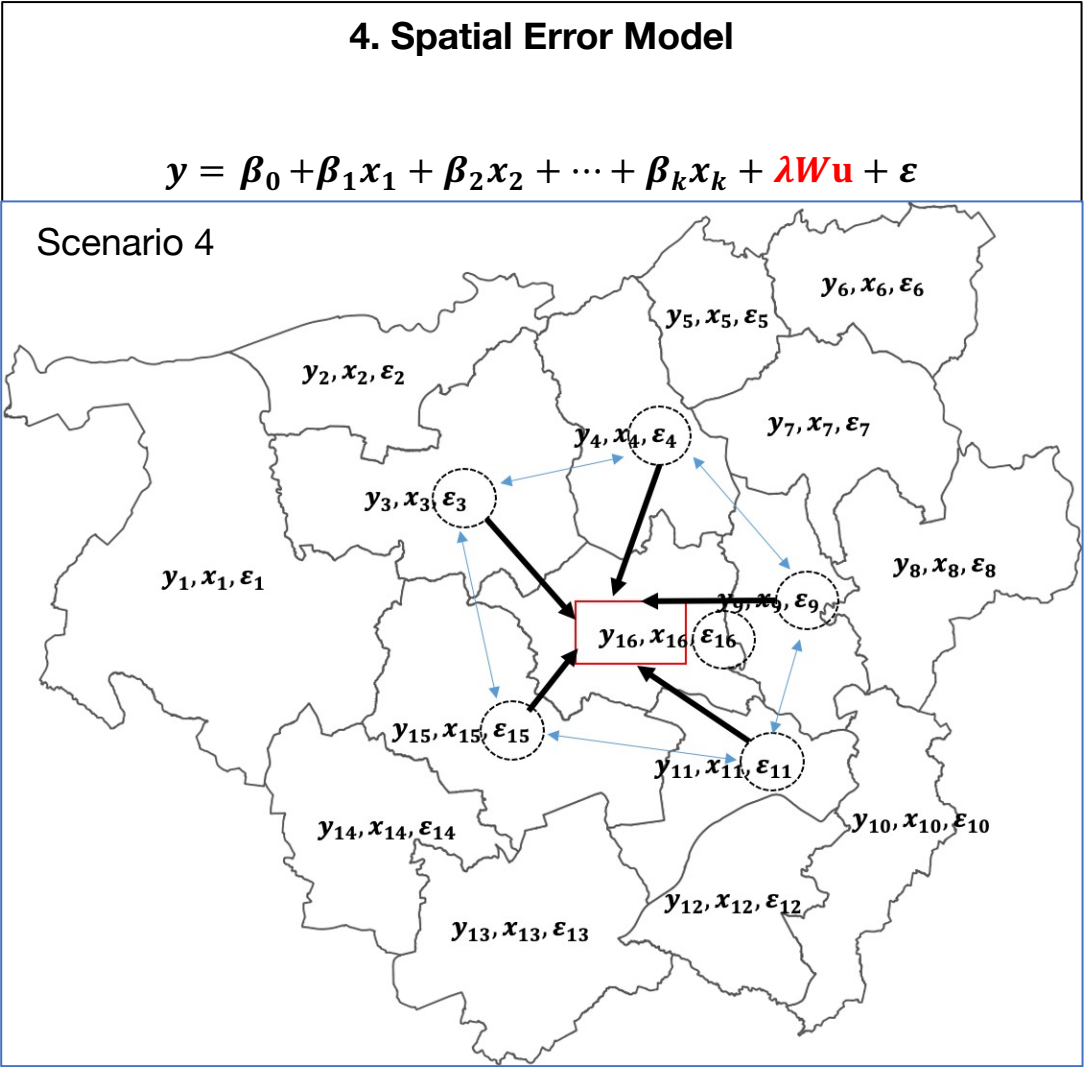 4. Spatial Error Model
y = β₀ +β₁x₁ + β₂x₂ + ⋯ + βₖxₖ + λWu + ε
Scenario 4
y₆, x₆, ε₆
y₅, x₅, ε₅
y₂, x₂, ε₂
y₇, x₇, ε₇
y₄, x₄, ε₄
y₃, x₃, ε₃
y₈, x₈, ε₈
y₁, x₁, ε₁
y₉, x₉, ε₉
y₁₆, x₁₆, ε₁₆
y₁₅, x₁₅, ε₁₅
y₁₁, x₁₁, ε₁₁
y₁₀, x₁₀, ε₁₀
y₁₄, x₁₄, ε₁₄
y₁₂, x₁₂, ε₁₂
y₁₃, x₁₃, ε₁₃